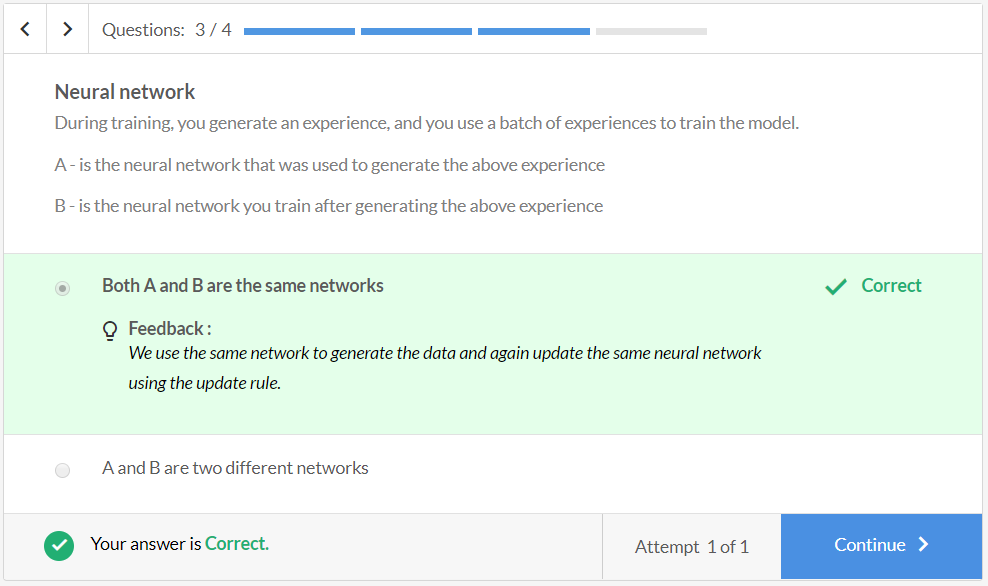 Questions: 3 / 4
Neural network
During training, you generate an experience, and you use a batch of experiences to train the model.
A - is the neural network that was used to generate the above experience
B - is the neural network you train after generating the above experience
Both A and B are the same networks
Correct
Feedback :
We use the same network to generate the data and again update the same neural network
using the update rule.
A and B are two different networks
Your answer is Correct.
Attempt 1 of 1
Continue